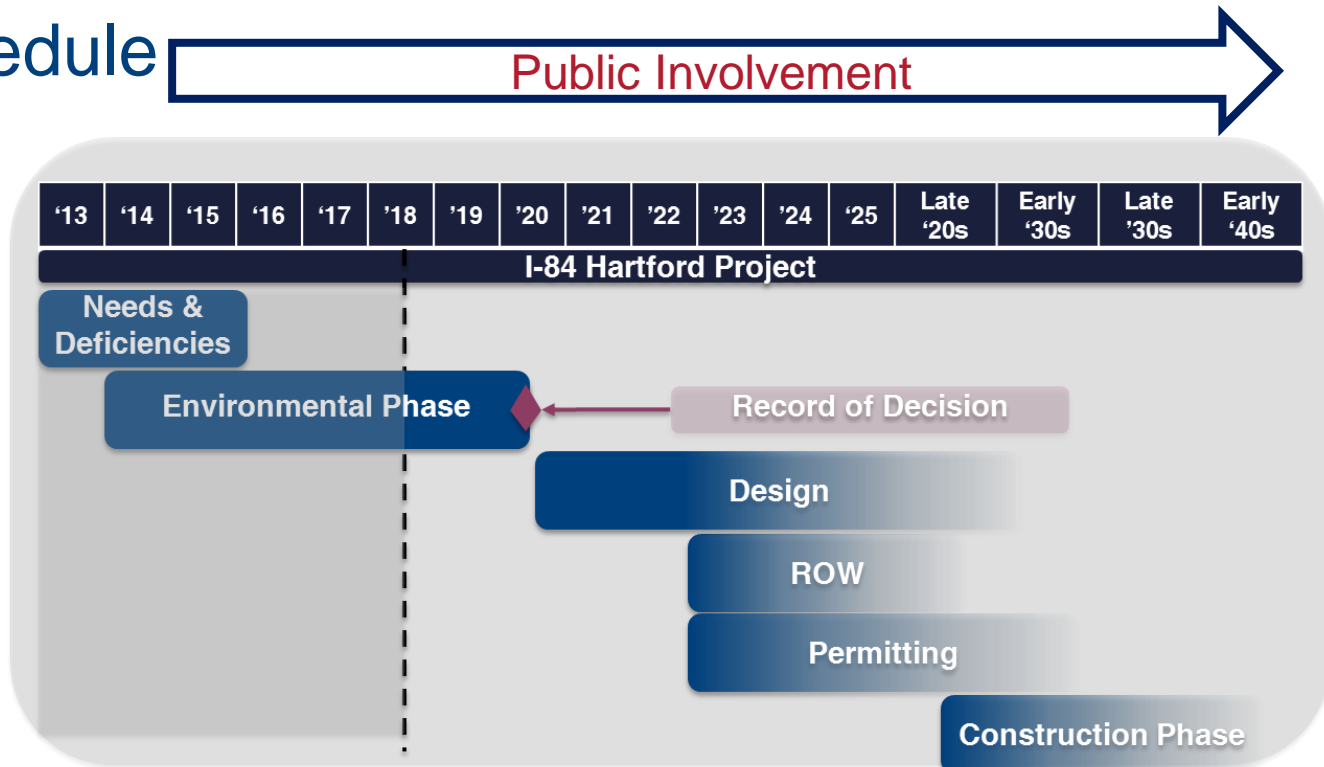 edule
Public Involvement
‘13 ‘14 ‘15 ‘16 ‘17 ’18 ’19 ’20 ’21 ’22 ’23 ’24 ‘25 Late ‘20s Early ‘30s Late ’30s Early ‘40s
I-84 Hartford Project
Needs &
Deficiencies
Environmental Phase
Record of Decision
Design
ROW
Permitting
Construction Phase